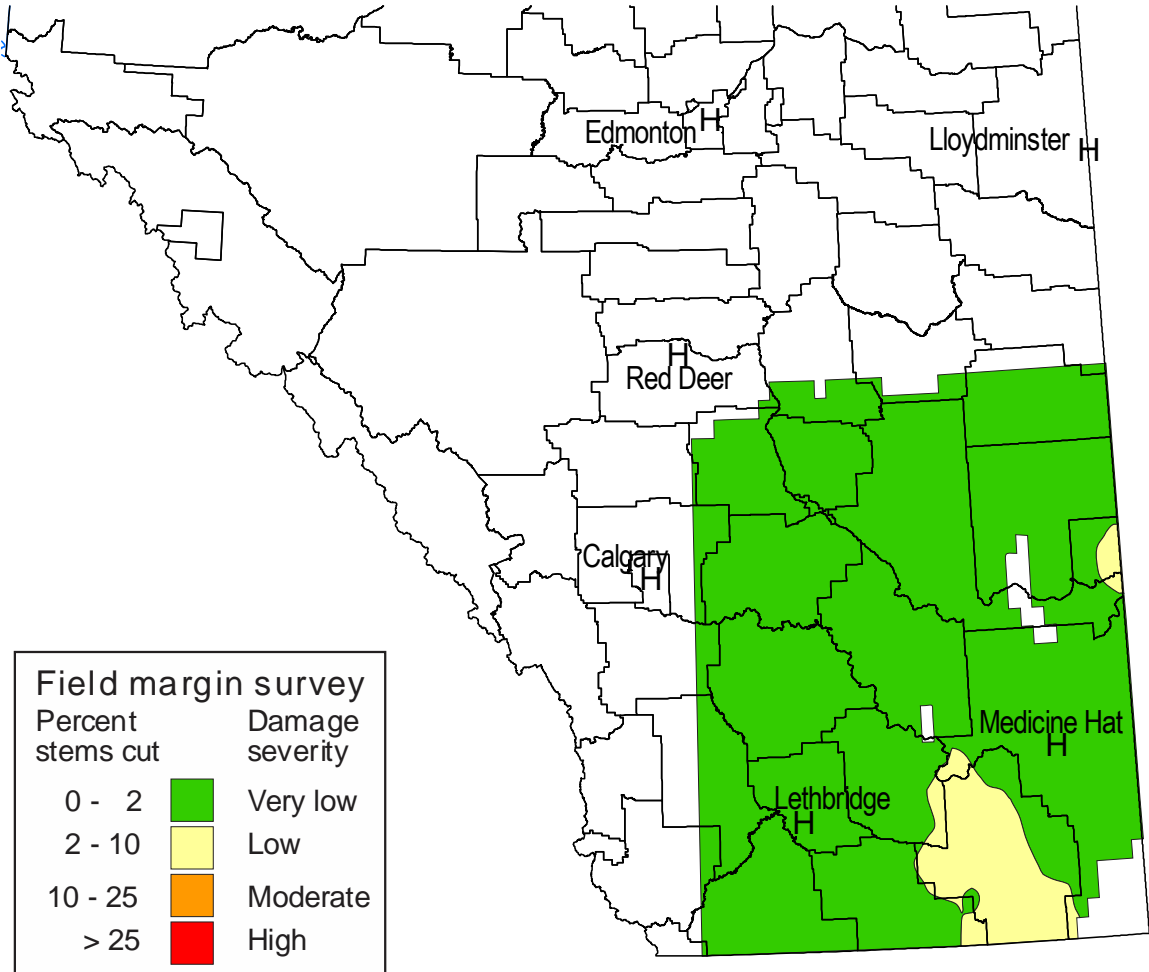 Edmonton H
Lloydminster H
H
Red Deer
Calgary
H
Field margin survey
Percent stems cut
Damage severity
0 - 2 Very low
2 - 10 Low
10 - 25 Moderate
> 25 High
Medicine Hat
H
Lethbridge
H